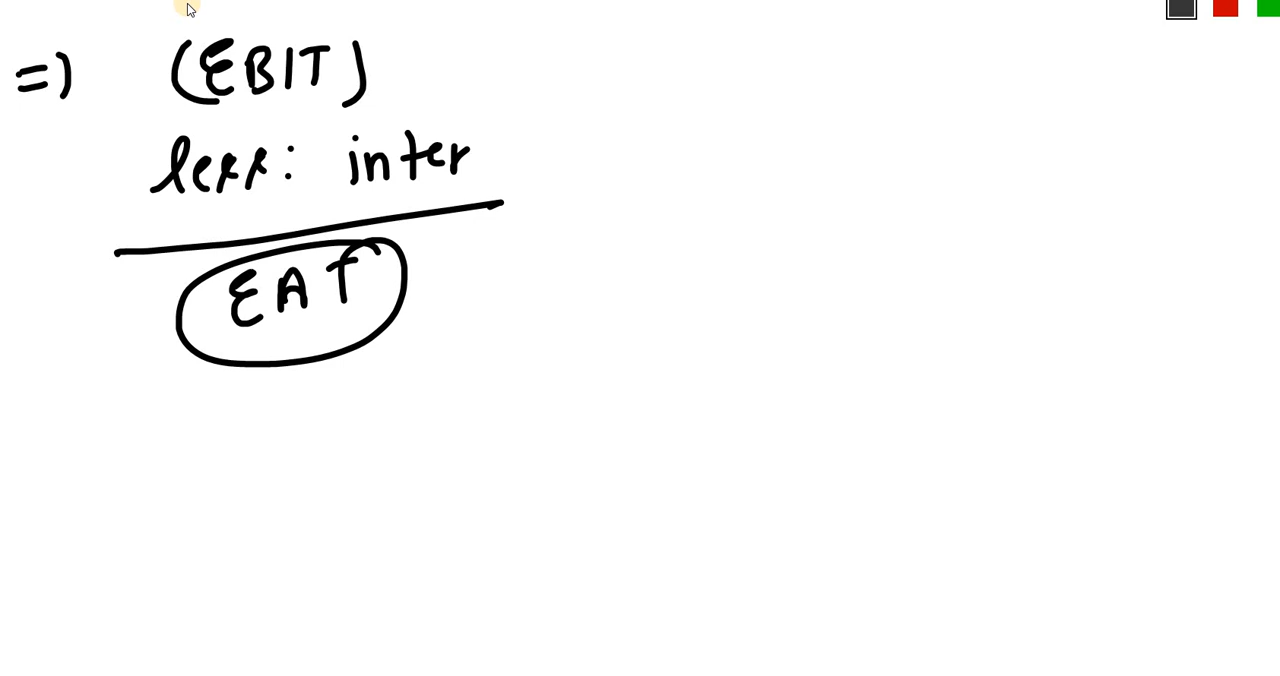 =) (EBIT)
less: inter
EAT